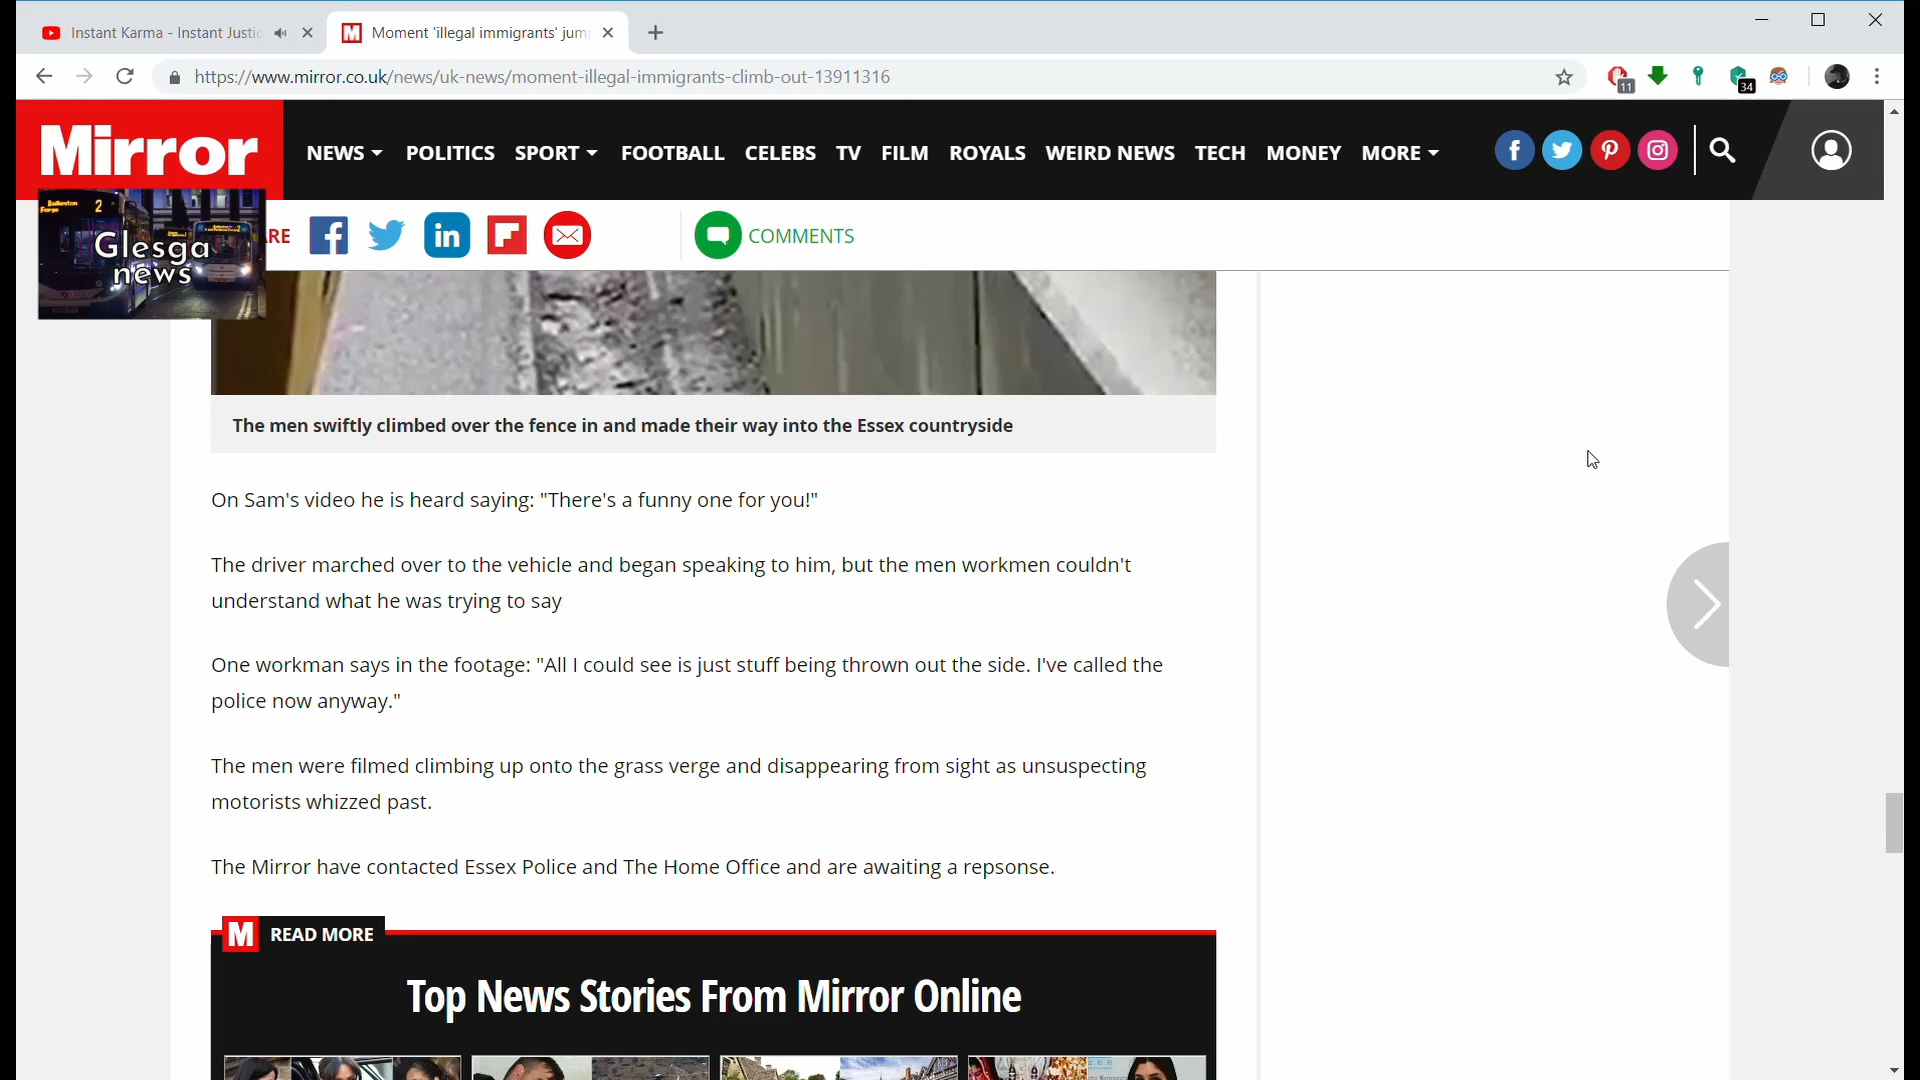 Instant Karma - Instant Justic
Moment 'illegal immigrants' jum
https://www.mirror.co.uk/news/uk-news/moment-illegal-immigrants-climb-out-13911316
11
34
Mirror
NEWS POLITICS SPORT FOOTBALL CELEBS TV FILM ROYALS WEIRD NEWS TECH MONEY MORE
Baillieston
2
Glesga
news
ARE
COMMENTS
The men swiftly climbed over the fence in and made their way into the Essex countryside
On Sam's video he is heard saying: "There's a funny one for you!"
The driver marched over to the vehicle and began speaking to him, but the men workmen couldn't
understand what he was trying to say
One workman says in the footage: "All I could see is just stuff being thrown out the side. I've called the
police now anyway."
The men were filmed climbing up onto the grass verge and disappearing from sight as unsuspecting
motorists whizzed past.
The Mirror have contacted Essex Police and The Home Office and are awaiting a repsonse.
M READ MORE
Top News Stories From Mirror Online